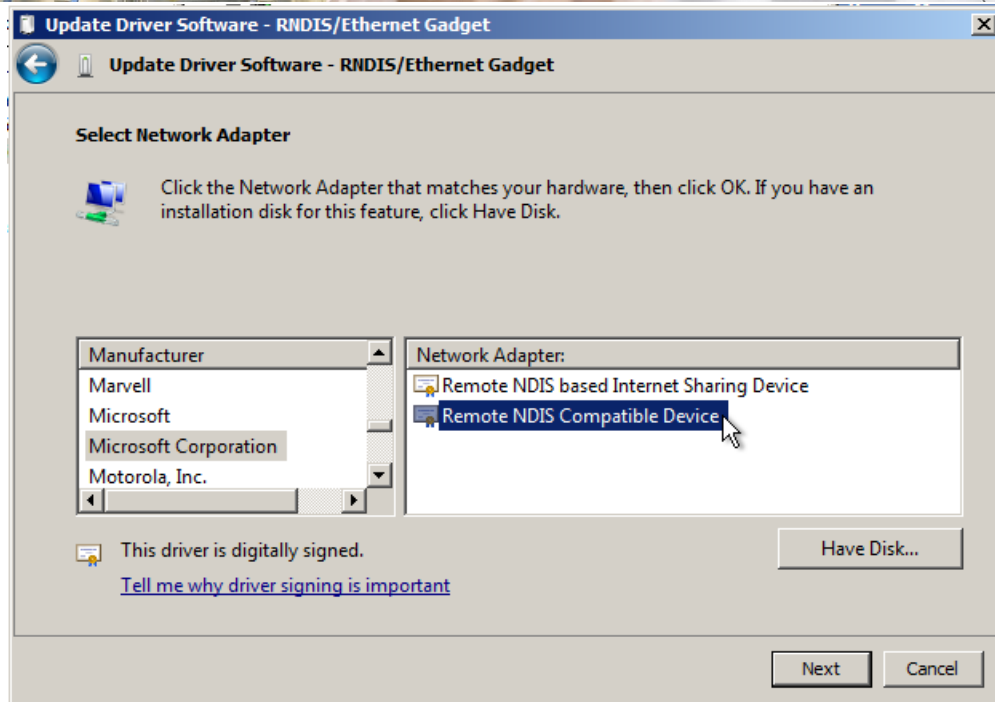 Update Driver Software - RNDIS/Ethernet Gadget
Update Driver Software - RNDIS/Ethernet Gadget
Select Network Adapter
Click the Network Adapter that matches your hardware, then click OK. If you have an
installation disk for this feature, click Have Disk.
Manufacturer
Marvell
Microsoft
Microsoft Corporation
Motorola, Inc.
Network Adapter:
Remote NDIS based Internet Sharing Device
Remote NDIS Compatible Device
This driver is digitally signed.
Tell me why driver signing is important
Have Disk...
Next
Cancel